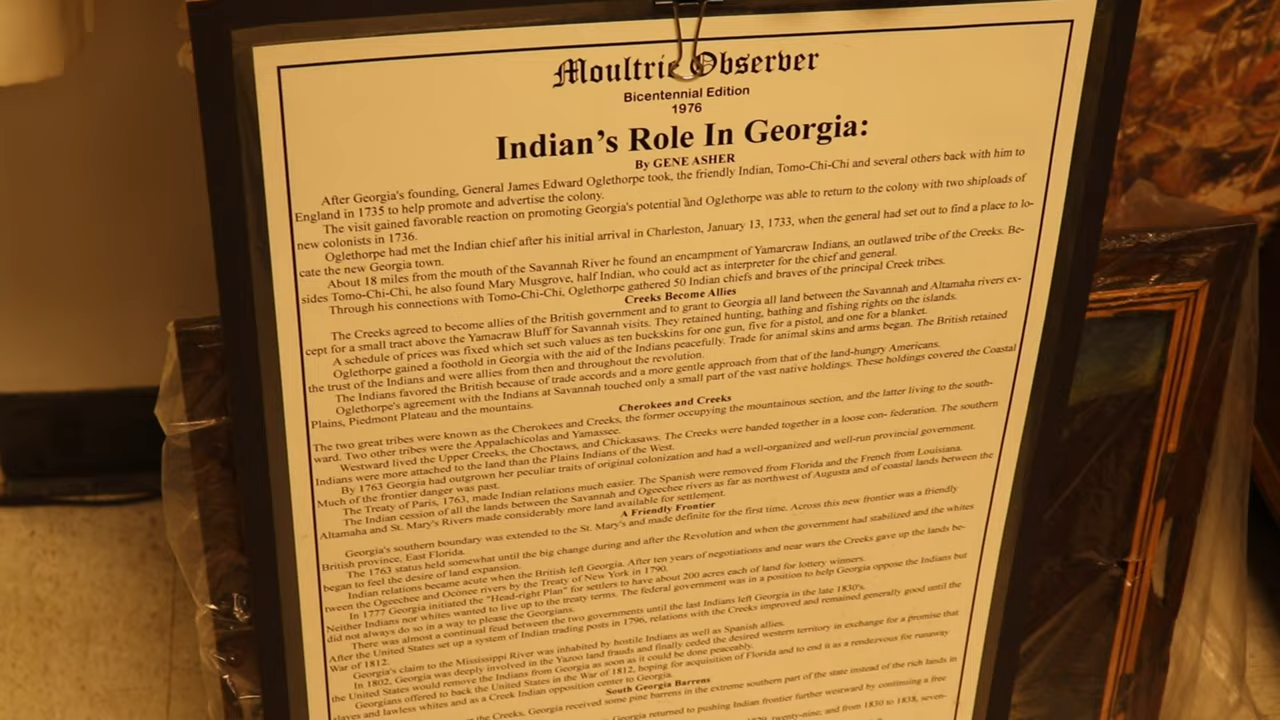 Moultrie Observer
Bicentennial Edition
1976
Indian's Role In Georgia:
By GENE ASHER
After Georgia's founding, General James Edward Oglethorpe took, the friendly Indian, Tomo-Chi-Chi and several others back with him to
England in 1735 to help promote and advertise the colony.
The visit gained favorable reaction on promoting Georgia's potential and Oglethorpe was able to return to the colony with two shiploads of
new colonists in 1736.
Oglethorpe had met the Indian chief after his initial arrival in Charleston, January 13, 1733, when the general had set out to find a place to lo-
cate the new Georgia town.
About 18 miles from the mouth of the Savannah River he found an encampment of Yamarcraw Indians, an outlawed tribe of the Creeks. Be-
sides Tomo-Chi-Chi, he also found Mary Musgrove, half Indian, who could act as interpreter for the chief and general.
Through his connections with Tomo-Chi-Chi, Oglethorpe gathered 50 Indian chiefs and braves of the principal Creek tribes.
Creeks Become Allies
The Creeks agreed to become allies of the British government and to grant to Georgia all land between the Savannah and Altamaha rivers ex-
cept for a small tract above the Yamacraw Bluff for Savannah visits. They retained hunting, bathing and fishing rights on the islands.
A schedule of prices was fixed which set such values as ten buckskins for one gun, five for a pistol, and one for a blanket.
Oglethorpe gained a foothold in Georgia with the aid of the Indians peacefully. Trade for animal skins and arms began. The British retained
the trust of the Indians and were allies from then and throughout the revolution.
The Indians favored the British because of trade accords and a more gentle approach from that of the land-hungry Americans.
Oglethorpe's agreement with the Indians at Savannah touched only a small part of the vast native holdings. These holdings covered the Coastal
Plains, Piedmont Plateau and the mountains.
Cherokees and Creeks
The two great tribes were known as the Cherokees and Creeks, the former occupying the mountainous section, and the latter living to the south-
ward. Two other tribes were the Appalachicolas and Yamassee.
Westward lived the Upper Creeks, the Choctaws, and Chickasaws. The Creeks were banded together in a loose con- federation. The southern
Indians were more attached to the land than the Plains Indians of the West.
By 1763 Georgia had outgrown her peculiar traits of original colonization and had a well-organized and well-run provincial government.
Much of the frontier danger was past.
The Treaty of Paris, 1763, made Indian relations much easier. The Spanish were removed from Florida and the French from Louisiana.
The Indian cession of all the lands between the Savannah and Ogeechee rivers as far as northwest of Augusta and of coastal lands between the
Altamaha and St. Mary's Rivers made considerably more land available for settlement.
A Friendly Frontier
Georgia's southern boundary was extended to the St. Mary's and made definite for the first time. Across this new frontier was a friendly
British province, East Florida.
The 1763 status held somewhat until the big change during and after the Revolution and when the government had stabilized and the whites
began to feel the desire of land expansion.
Indian relations became acute when the British left Georgia. After ten years of negotiations and near wars the Creeks gave up the lands be-
tween the Ogeechee and Oconee rivers by the Treaty of New York in 1790.
In 1777 Georgia initiated the "Head-right Plan" for settlers to have about 200 acres each of land for lottery winners.
Neither Indians nor whites wanted to live up to the treaty terms. The federal government was in a position to help Georgia oppose the Indians but
did not always do so in a way to please the Georgians.
There was almost a continual feud between the two governments until the last Indians left Georgia in the late 1830's.
After the United States set up a system of Indian trading posts in 1796, relations with the Creeks improved and remained generally good until the
War of 1812.
Georgia's claim to the Mississippi River was inhabited by hostile Indians as well as Spanish allies.
In 1802, Georgia was deeply involved in the Yazoo land frauds and finally ceded the desired western territory in exchange for a promise that
the United States would remove the Indians from Georgia as soon as it could be done peaceably.
Georgians offered to back the United States in the War of 1812, hoping for acquisition of Florida and to end it as a rendezvous for runaway
slaves and lawless whites and as a Creek Indian opposition center to Georgia.
South Georgia Barrens
the Creeks. Georgia received some pine barrens in the extreme southern part of the state instead of the rich lands in
Georgia returned to pushing Indian frontier further westward by continuing a free
twenty-nine; and from 1830 to 1838, seven-